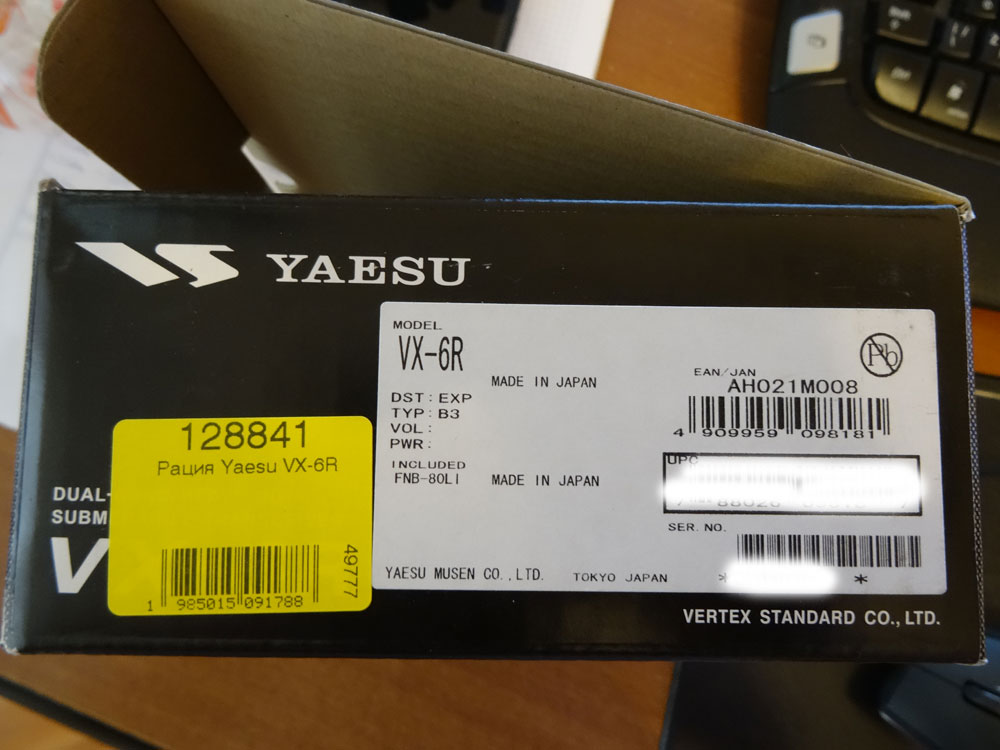 YAESU
MODEL
VX-6R
MADE IN JAPAN
DST: EXP
TYP: B3
VOL:
PWR:
INCLUDED
FNB-80LI
MADE IN JAPAN
Pb
EAN/JAN
AH021M008
4 909959 098181
UPC
SER. NO.
* *
YAESU MUSEN CO.,LTD. TOKYO JAPAN
128841
Рация Yaesu VX-6R
49777
1 985015 091788
DUAL-
SUBM
V
VERTEX STANDARD CO., LTD.